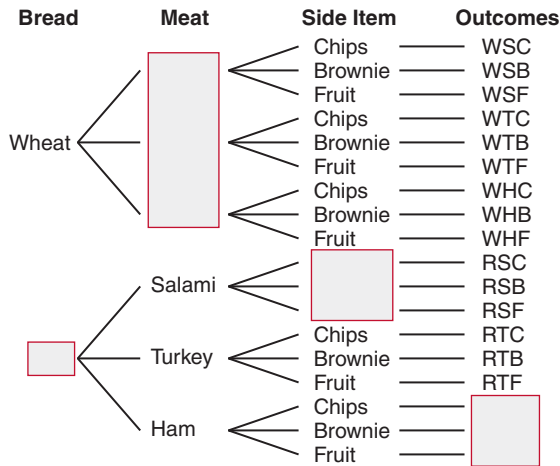 Bread Meat Side Item Outcomes
Chips WSC
Brownie WSB
Fruit WSF
Chips WTC
Wheat Brownie WTB
Fruit WTF
Chips WHC
Brownie WHB
Fruit WHF
RSC
Salami RSB
RSF
Chips RTC
Turkey Brownie RTB
Fruit RTF
Chips
Ham Brownie
Fruit